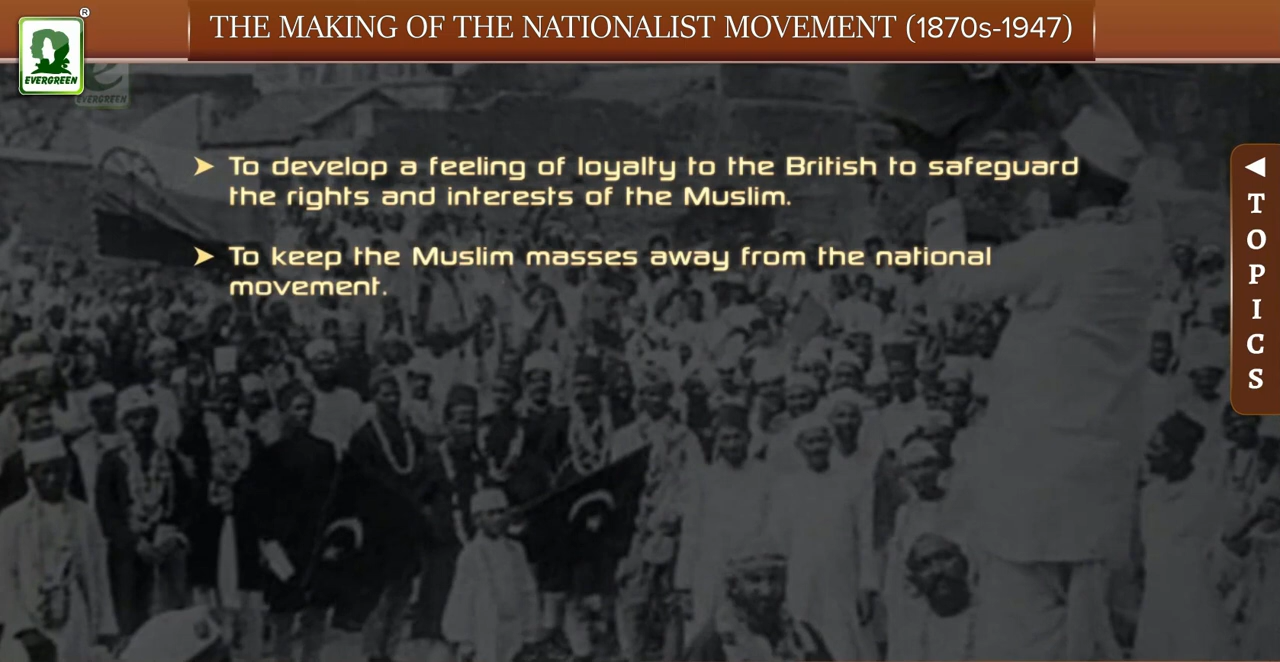 THE MAKING OF THE NATIONALIST MOVEMENT (1870s-1947)
®
EVERGREEN
EVERGREEN
➤ To develop a feeling of loyalty to the British to safeguard
the rights and interests of the Muslim.
➤ To keep the Muslim masses away from the national
movement.
◀
T
O
P
I
C
S